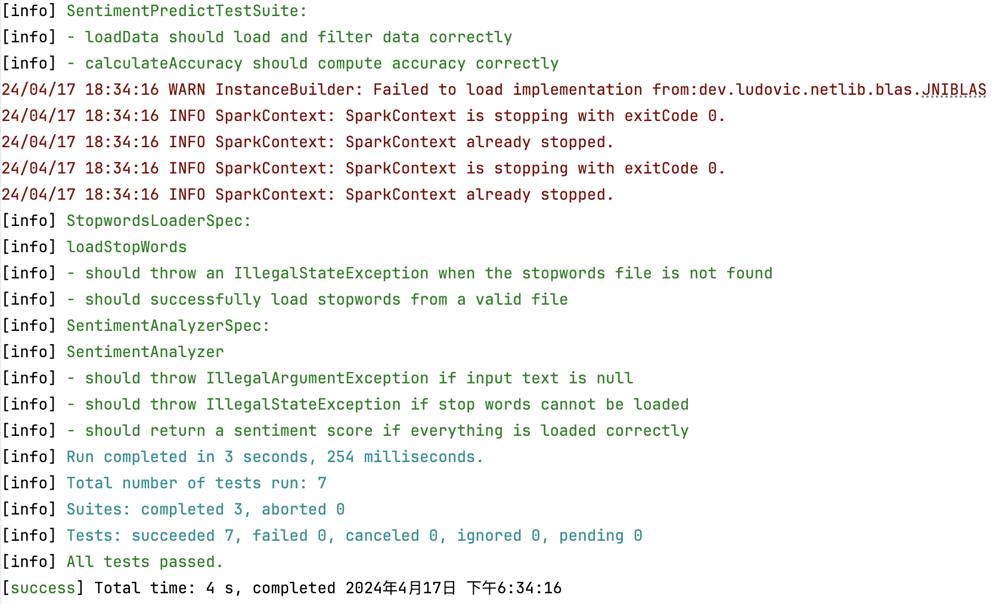 [info] SentimentPredictTestSuite:
[info] - loadData should load and filter data correctly
[info] - calculateAccuracy should compute accuracy correctly
24/04/17 18:34:16 WARN InstanceBuilder: Failed to load implementation from:dev.ludovic.netlib.blas.JNIBLAS
24/04/17 18:34:16 INFO SparkContext: SparkContext is stopping with exitCode 0.
24/04/17 18:34:16 INFO SparkContext: SparkContext already stopped.
24/04/17 18:34:16 INFO SparkContext: SparkContext is stopping with exitCode 0.
24/04/17 18:34:16 INFO SparkContext: SparkContext already stopped.
[info] StopwordsLoaderSpec:
[info] loadStopWords
[info] - should throw an IllegalStateException when the stopwords file is not found
[info] - should successfully load stopwords from a valid file
[info] SentimentAnalyzerSpec:
[info] SentimentAnalyzer
[info] - should throw IllegalArgumentException if input text is null
[info] - should throw IllegalStateException if stop words cannot be loaded
[info] - should return a sentiment score if everything is loaded correctly
[info] Run completed in 3 seconds, 254 milliseconds.
[info] Total number of tests run: 7
[info] Suites: completed 3, aborted 0
[info] Tests: succeeded 7, failed 0, canceled 0, ignored 0, pending 0
[info] All tests passed.
[success] Total time: 4 s, completed 2024年4月17日 下午6:34:16